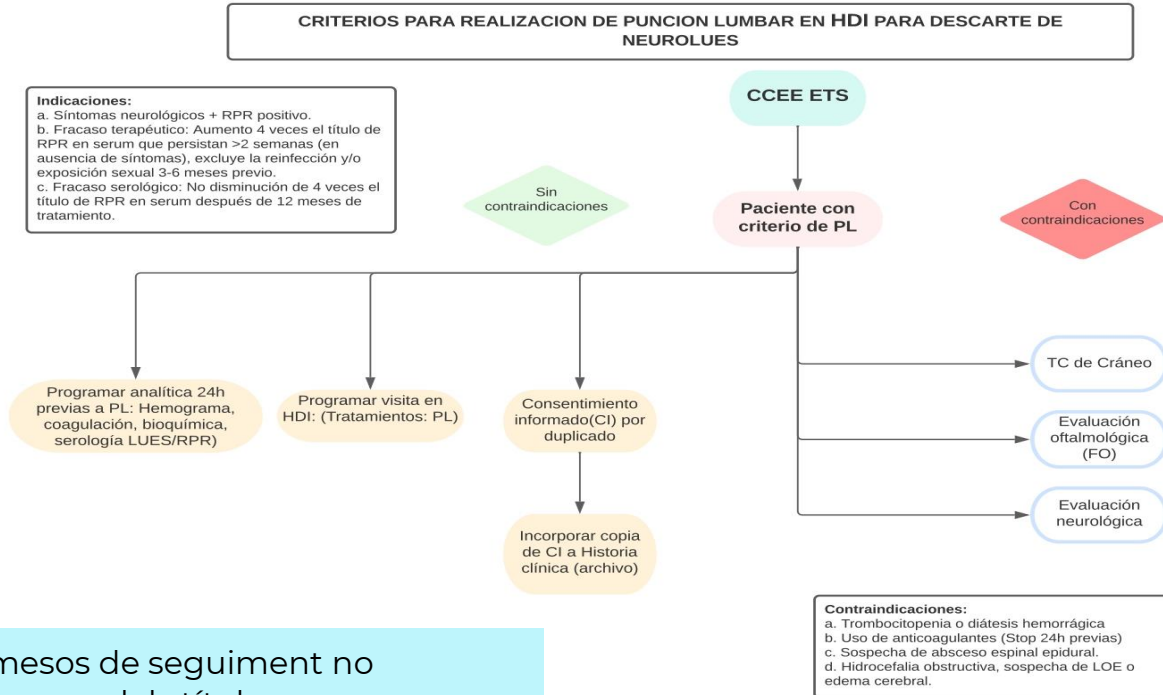 CRITERIOS PARA REALIZACION DE PUNCION LUMBAR EN HDI PARA DESCARTE DE
NEUROLUES
Indicaciones:
a. Síntomas neurológicos + RPR positivo.
b. Fracaso terapéutico: Aumento 4 veces el título de
RPR en serum que persistan >2 semanas (en
ausencia de síntomas), excluye la reinfección y/o
exposición sexual 3-6 meses previo.
c. Fracaso serológico: No disminución de 4 veces el
título de RPR en serum después de 12 meses de
tratamiento.
CCEE ETS
Sin
contraindicaciones
Paciente con
criterio de PL
Con
contraindicaciones
Programar analítica 24h
previas a PL: Hemograma,
coagulación, bioquímica,
serología LUES/RPR)
Programar visita en
HDI: (Tratamientos: PL)
Consentimiento
informado(CI) por
duplicado
Incorporar copia
de CI a Historia
clínica (archivo)
TC de Cráneo
Evaluación
oftalmológica
(FO)
Evaluación
neurológica
Contraindicaciones:
a. Trombocitopenia o diátesis hemorrágica
b. Uso de anticoagulantes (Stop 24h previas)
c. Sospecha de absceso espinal epidural.
d. Hidrocefalia obstructiva, sospecha de LOE o
edema cerebral.
mesos de seguiment no